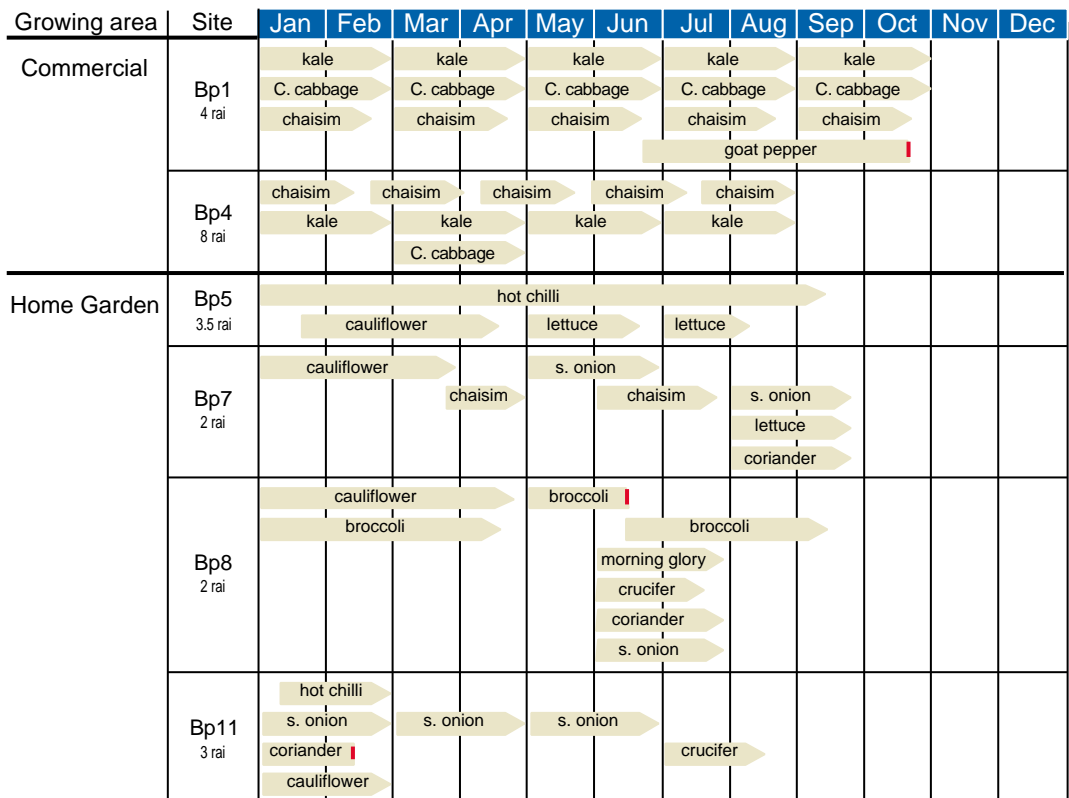 Growing area Site Jan Feb Mar Apr May Jun Jul Aug Sep Oct Nov Dec
Commercial
Bp1
4 rai
kale kale kale kale kale
C. cabbage C. cabbage C. cabbage C. cabbage C. cabbage
chaisim chaisim chaisim chaisim chaisim
goat pepper
Bp4
8 rai
chaisim chaisim chaisim chaisim chaisim
kale kale kale kale
C. cabbage
Home Garden
Bp5
3.5 rai
hot chilli
cauliflower lettuce lettuce
Bp7
2 rai
cauliflower s. onion
chaisim chaisim s. onion
lettuce
coriander
Bp8
2 rai
cauliflower broccoli
broccoli broccoli
morning glory
crucifer
coriander
s. onion
Bp11
3 rai
hot chilli
s. onion s. onion s. onion
coriander crucifer
cauliflower